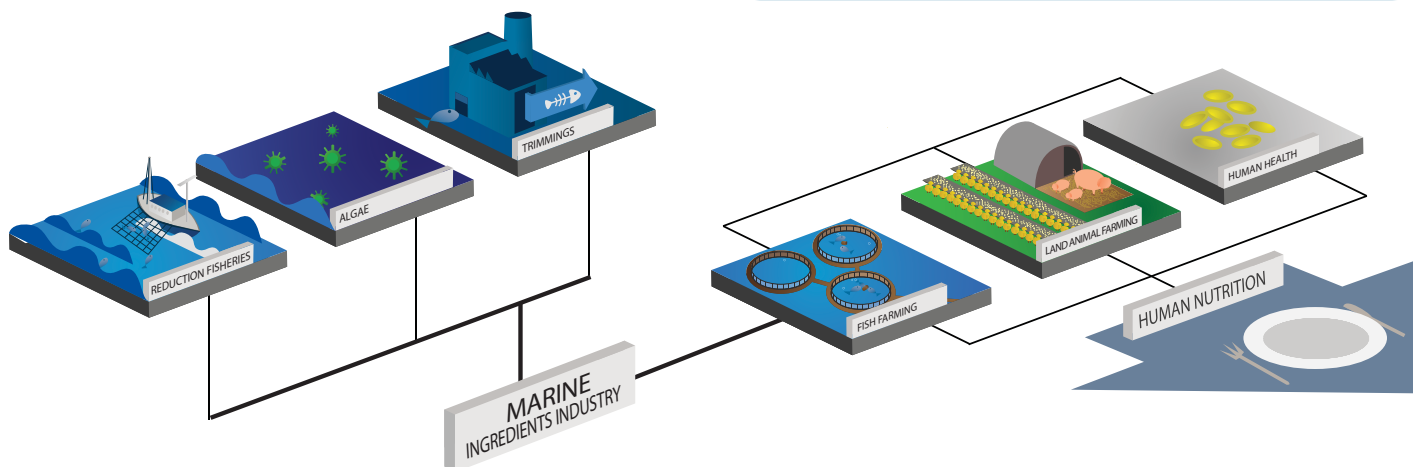 TRIMMINGS
ALGAE
REDUCTION FISHERIES
HUMAN HEALTH
LAND ANIMAL FARMING
FISH FARMING
HUMAN NUTRITION
MARINE
INGREDIENTS INDUSTRY